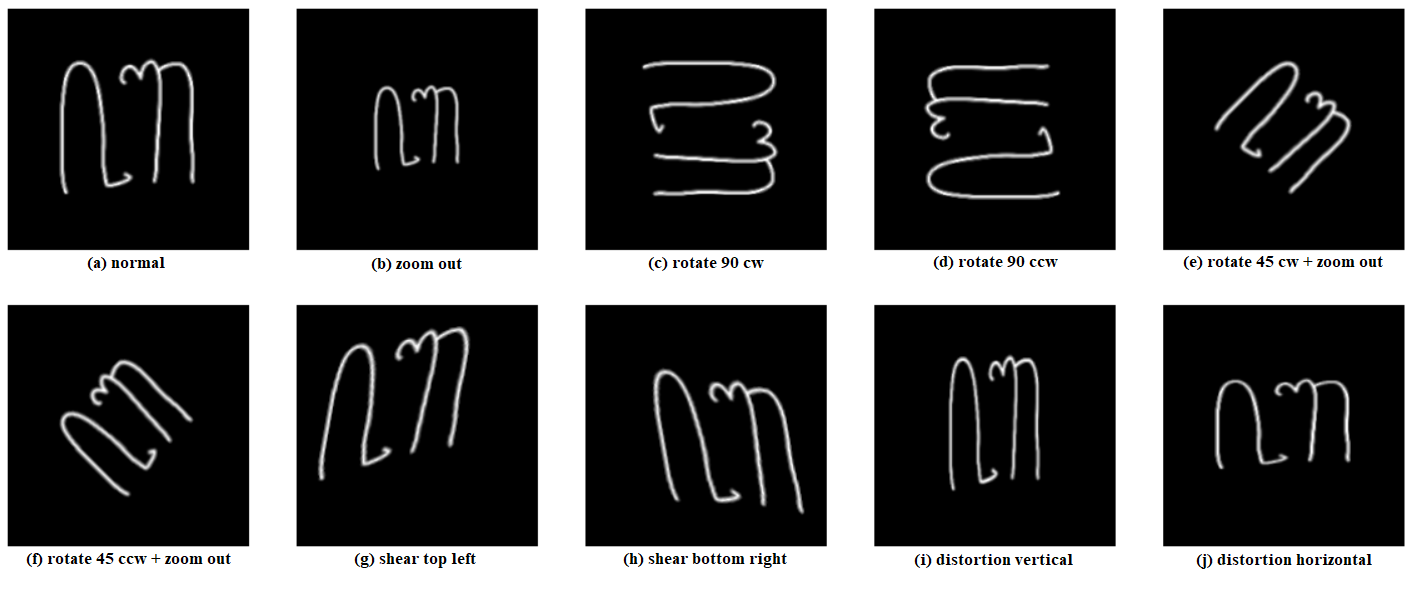 (a) normal
(b) zoom out
(c) rotate 90 cw
(d) rotate 90 ccw
(e) rotate 45 cw + zoom out
(f) rotate 45 ccw + zoom out
(g) shear top left
(h) shear bottom right
(i) distortion vertical
(j) distortion horizontal